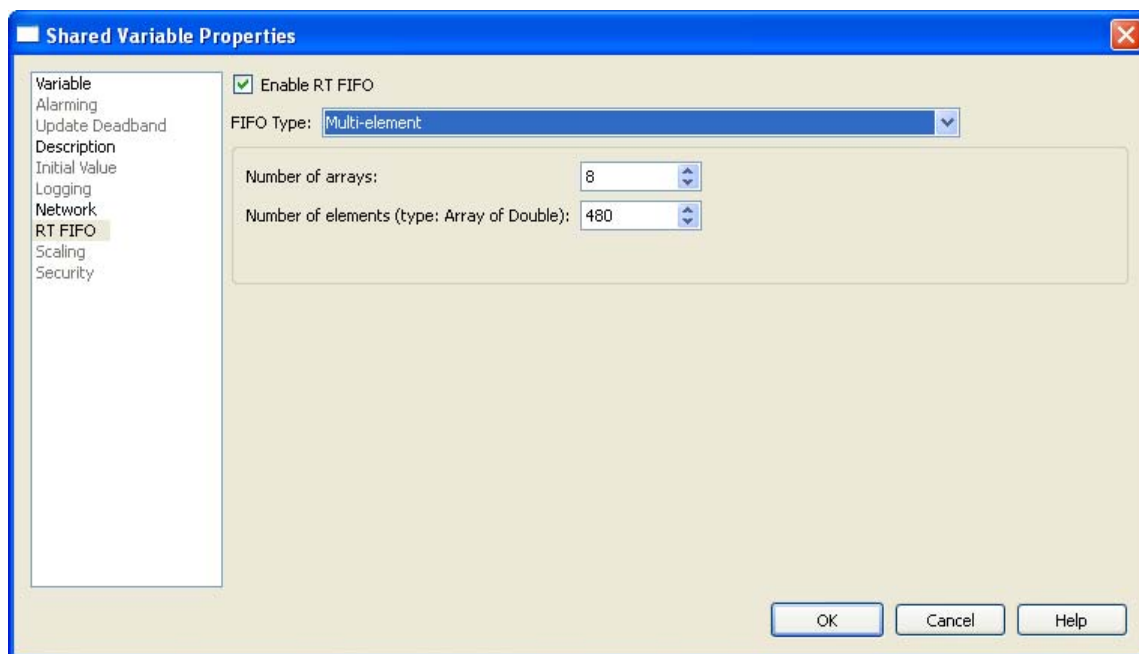 Shared Variable Properties
Variable
Alarming
Update Deadband
Description
Initial Value
Logging
Network
RT FIFO
Scaling
Security
Enable RT FIFO
FIFO Type: Multi-element
Number of arrays: 8
Number of elements (type: Array of Double): 480
OK Cancel Help